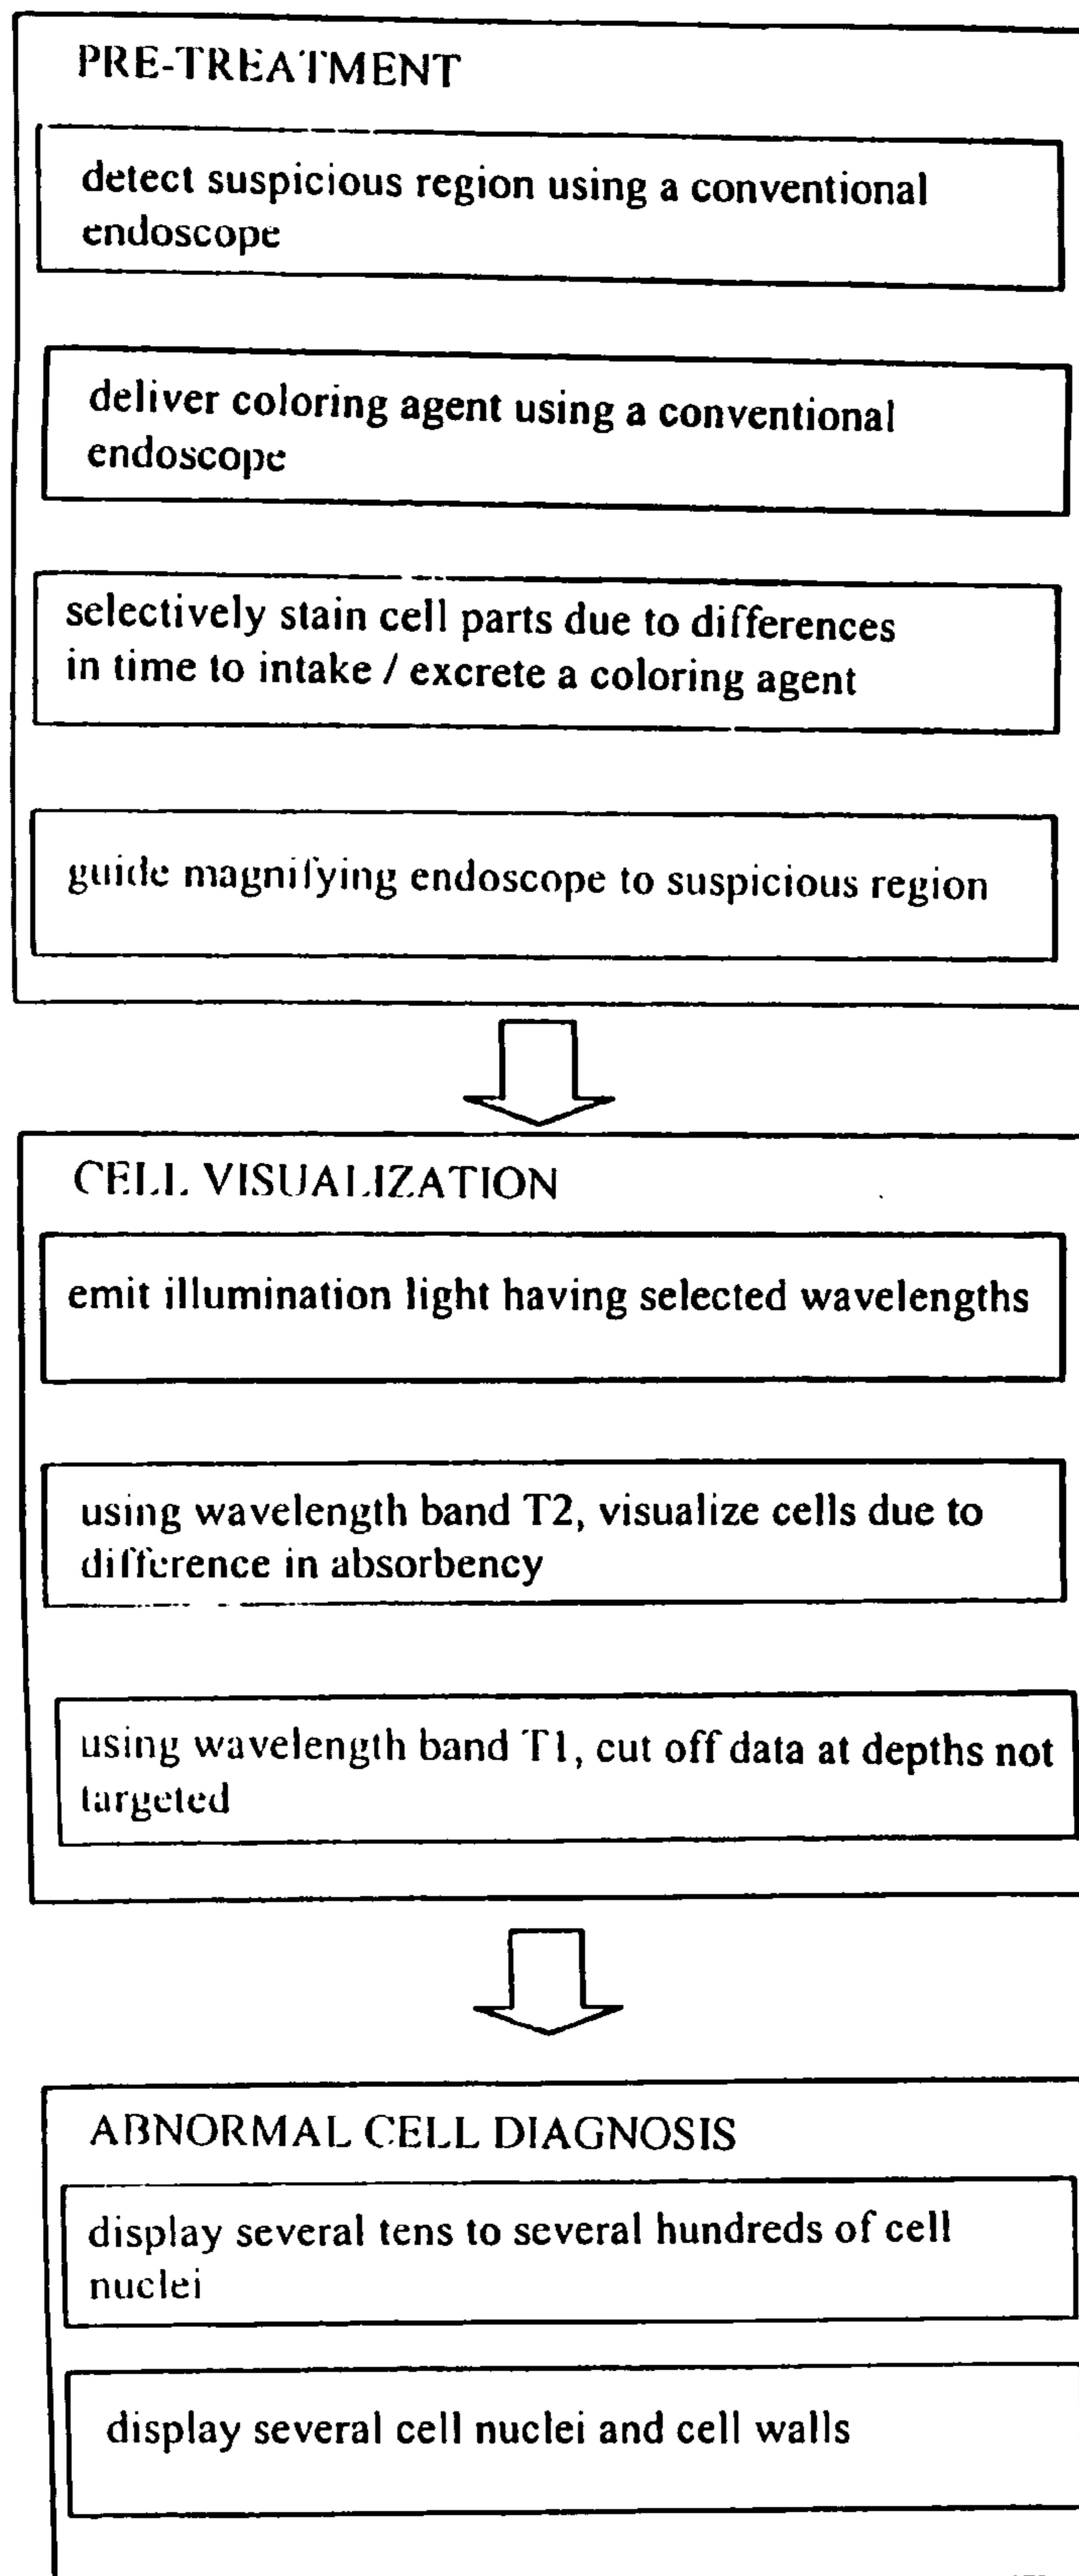 PRE-TREATMENT
detect suspicious region using a conventional
endoscope
deliver coloring agent using a conventional
endoscope
selectively stain cell parts due to differences
in time to intake / excrete a coloring agent
guide magnifying endoscope to suspicious region
CELL VISUALIZATION
emit illumination light having selected wavelengths
using wavelength band T2, visualize cells due to
difference in absorbency
using wavelength band T1, cut off data at depths not
targeted
ABNORMAL CELL DIAGNOSIS
display several tens to several hundreds of cell
nuclei
display several cell nuclei and cell walls